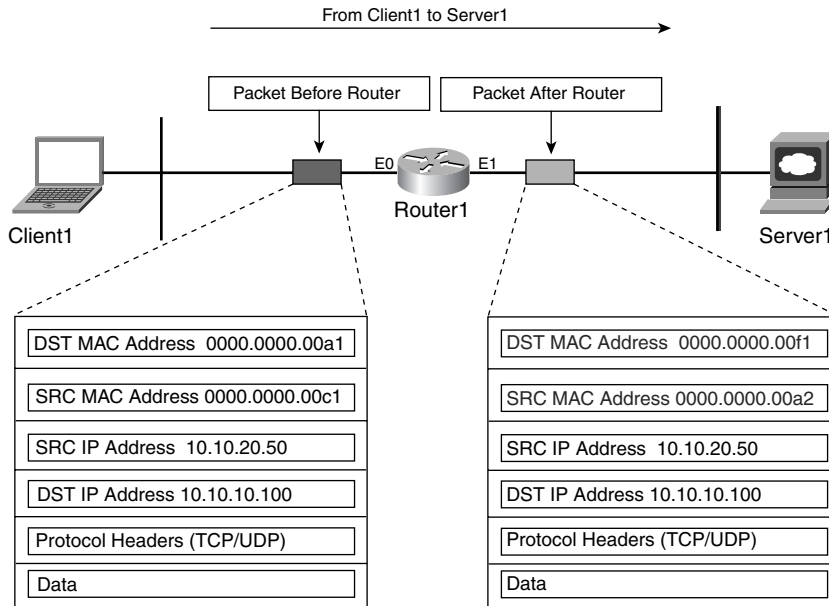 From Client1 to Server1
Packet Before Router
Packet After Router
E0
E1
Router1
Client1
Server1
DST MAC Address 0000.0000.00a1
SRC MAC Address 0000.0000.00c1
SRC IP Address 10.10.20.50
DST IP Address 10.10.10.100
Protocol Headers (TCP/UDP)
Data
DST MAC Address 0000.0000.00f1
SRC MAC Address 0000.0000.00a2
SRC IP Address 10.10.20.50
DST IP Address 10.10.10.100
Protocol Headers (TCP/UDP)
Data